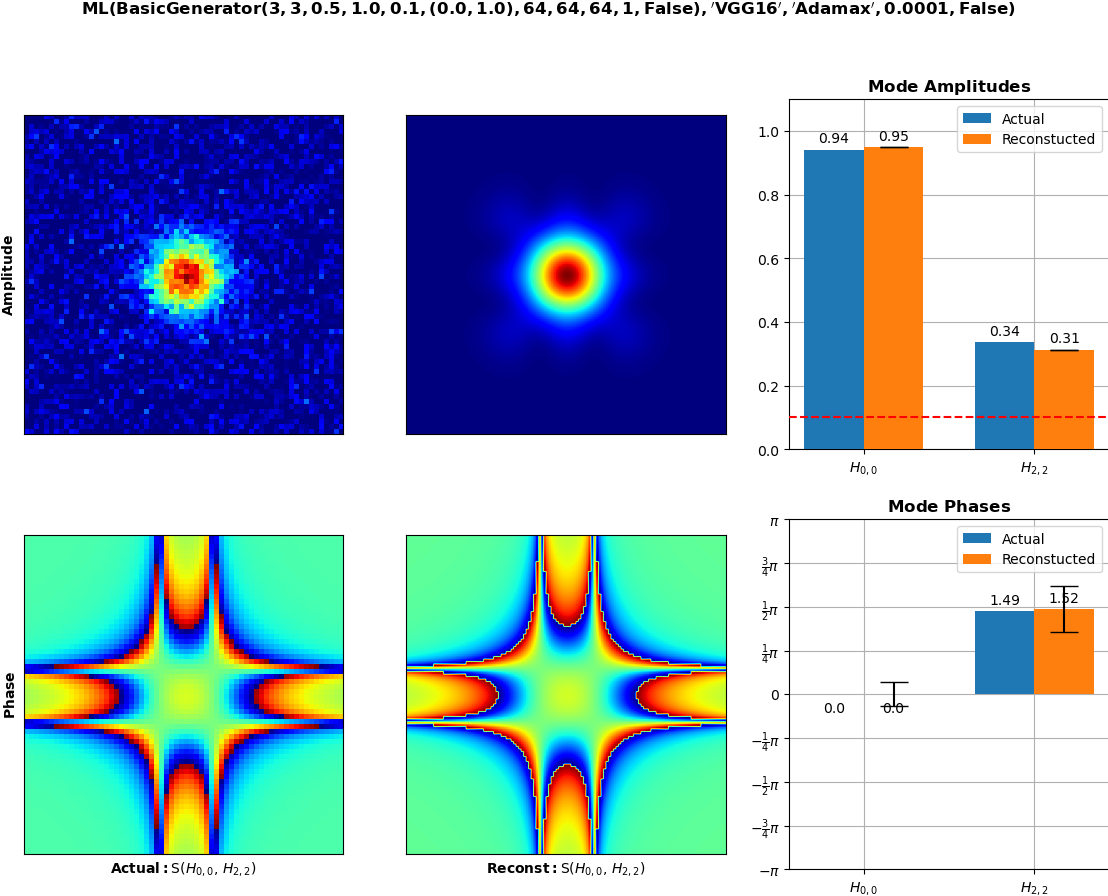 ML(BasicGenerator(3, 3, 0.5, 1.0, 0.1, (0.0, 1.0), 64, 64, 64, 1, False), ′VGG16′, ′Adamax′, 0.0001, False)
Mode Amplitudes
Amplitude
1.0
0.8
0.6
0.4
0.2
0.0
Actual
Reconstucted
0.94
0.95
0.34
0.31
H0, 0
H2, 2
Mode Phases
Phase
π
3/4π
1/2π
1/4π
0
−1/4π
−1/2π
−3/4π
−π
Actual
Reconstucted
0.0
0.0
1.49
1.52
H0, 0
H2, 2
Actual: S(H0, 0, H2, 2)
Reconst: S(H0, 0, H2, 2)